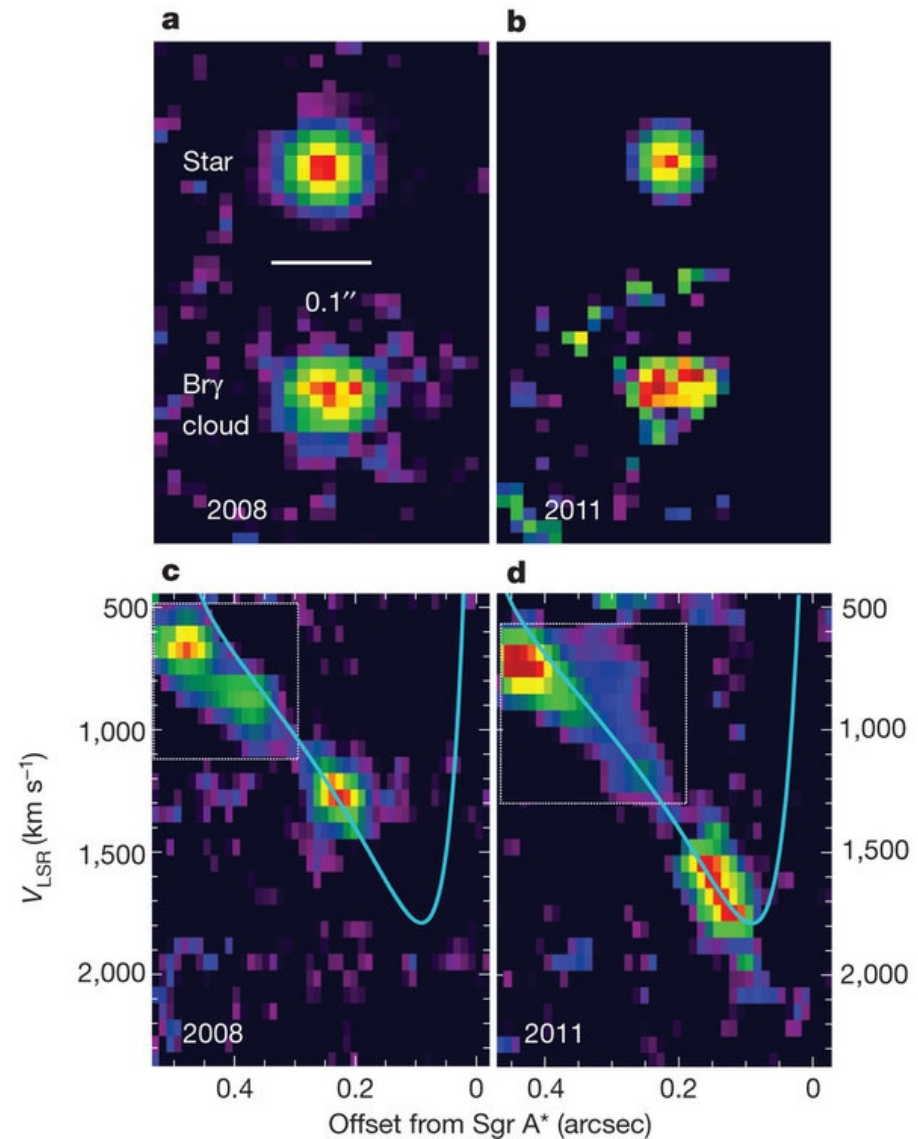 a
b
Star
0.1″
Brγ
cloud
2008
2011
c
d
500
1,000
1,500
2,000
500
1,000
1,500
2,000
V_LSR (km s⁻¹)
2008
2011
0.4
0.2
0
0.4
0.2
0
Offset from Sgr A* (arcsec)